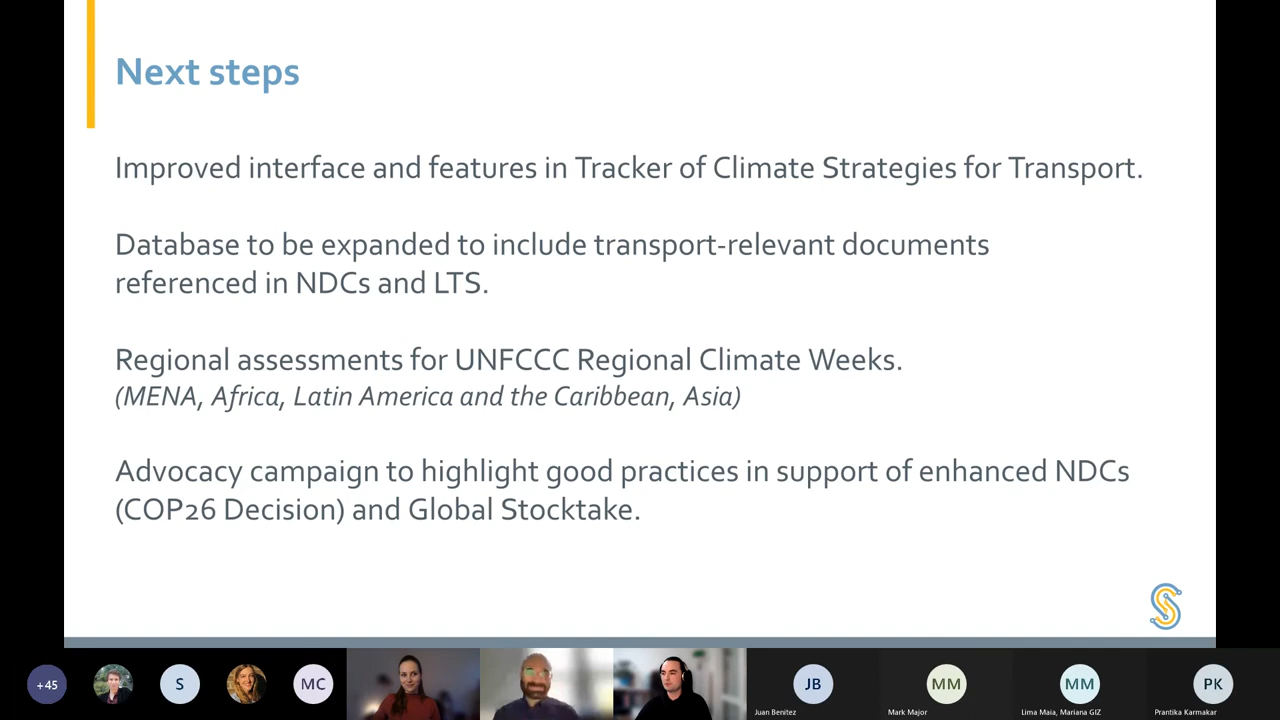 Next steps
Improved interface and features in Tracker of Climate Strategies for Transport.
Database to be expanded to include transport-relevant documents
referenced in NDCs and LTS.
Regional assessments for UNFCCC Regional Climate Weeks.
(MENA, Africa, Latin America and the Caribbean, Asia)
Advocacy campaign to highlight good practices in support of enhanced NDCs
(COP26 Decision) and Global Stocktake.
+45
S
MC
JB
MM
MM
PK
Juan Benitez
Mark Major
Lima Maia, Mariana GIZ
Prantika Karmakar